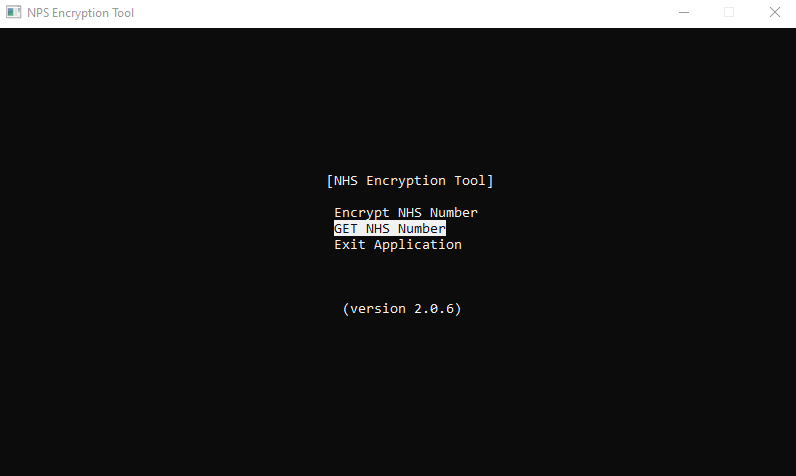 NPS Encryption Tool
[NHS Encryption Tool]
Encrypt NHS Number
GET NHS Number
Exit Application
(version 2.0.6)